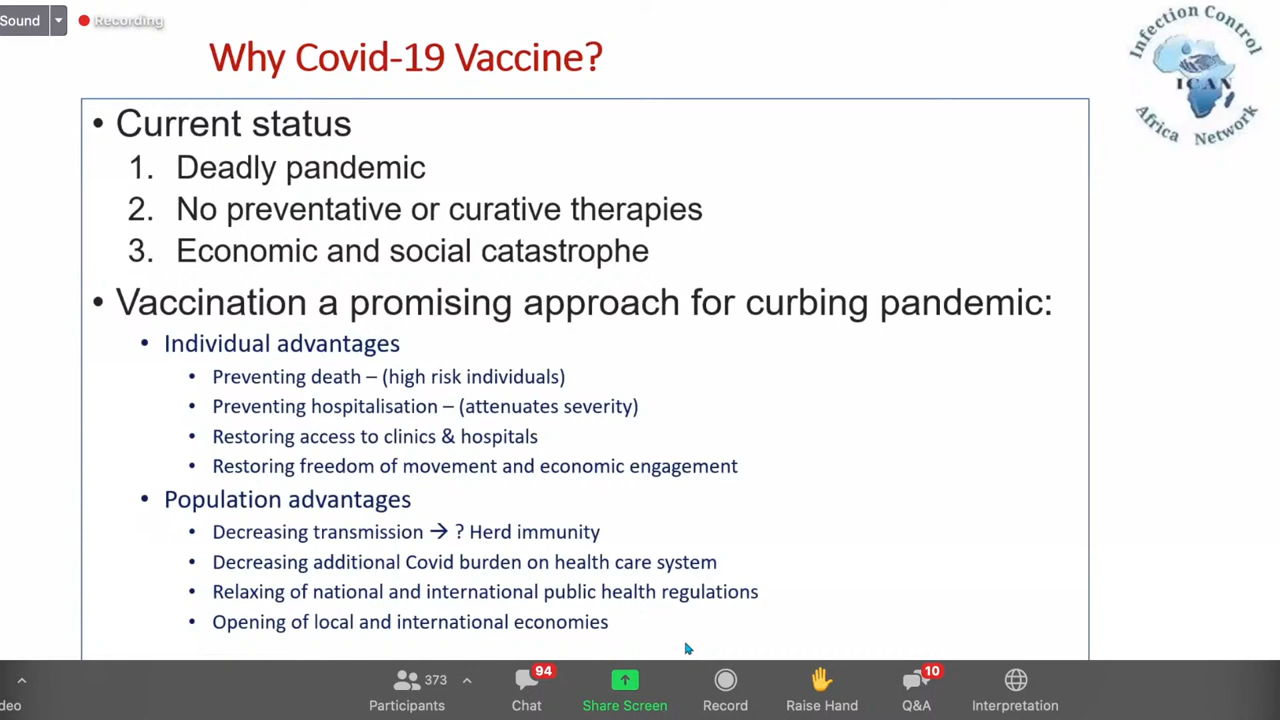 Sound
Recording
Why Covid-19 Vaccine?
Infection Control
ICAN
Africa Network
• Current status
1. Deadly pandemic
2. No preventative or curative therapies
3. Economic and social catastrophe
• Vaccination a promising approach for curbing pandemic:
• Individual advantages
• Preventing death – (high risk individuals)
• Preventing hospitalisation – (attenuates severity)
• Restoring access to clinics & hospitals
• Restoring freedom of movement and economic engagement
• Population advantages
• Decreasing transmission → ? Herd immunity
• Decreasing additional Covid burden on health care system
• Relaxing of national and international public health regulations
• Opening of local and international economies
373
94
10
deo
Participants
Chat
Share Screen
Record
Raise Hand
Q&A
Interpretation